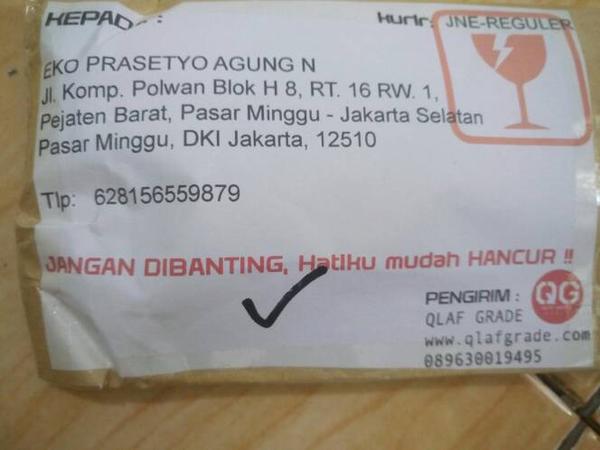 KEPADA: Kurir: JNE-REGULER
EKO PRASETYO AGUNG N
Jl. Komp. Polwan Blok H 8, RT. 16 RW. 1,
Pejaten Barat, Pasar Minggu - Jakarta Selatan
Pasar Minggu, DKI Jakarta, 12510
Tlp: 628156559879
JANGAN DIBANTING, Hatiku mudah HANCUR !!
PENGIRIM : QG
QLAF GRADE
www.qlafgrade.com
089630019495